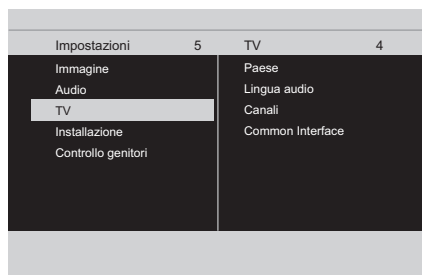 Impostazioni 5
Immagine
Audio
TV
Installazione
Controllo genitori
TV 4
Paese
Lingua audio
Canali
Common Interface